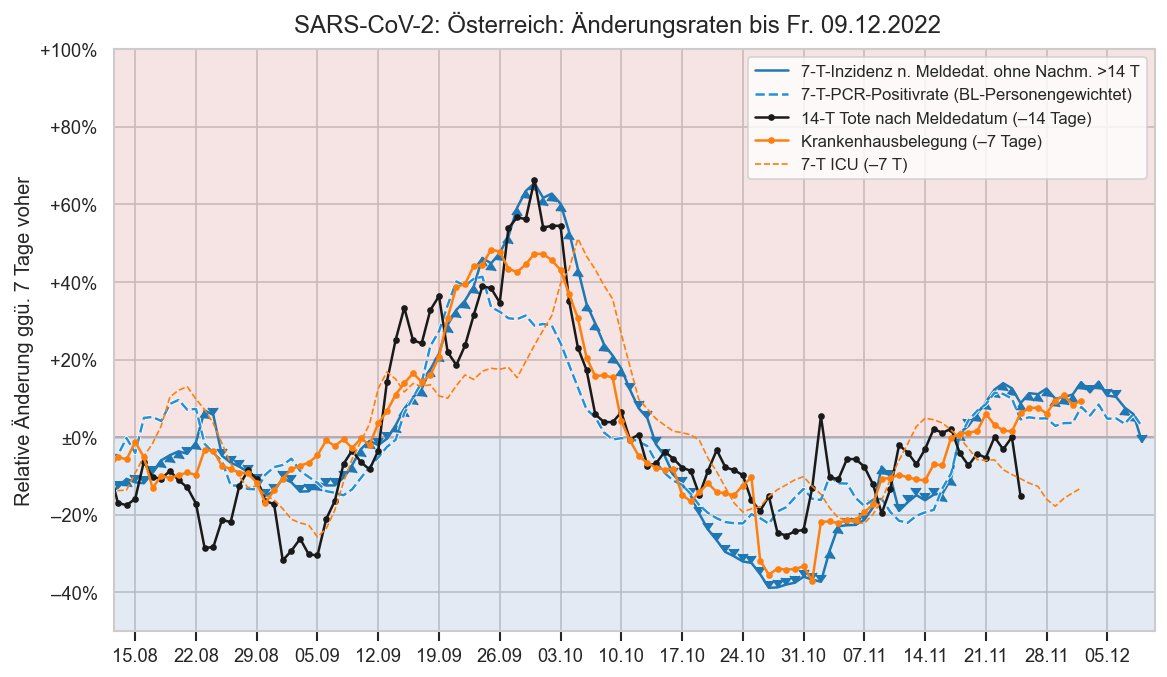 SARS-CoV-2: Österreich: Änderungsraten bis Fr. 09.12.2022
Relative Änderung ggü. 7 Tage voher
+100%
+80%
+60%
+40%
+20%
±0%
–20%
–40%
7-T-Inzidenz n. Meldedat. ohne Nachm. >14 T
7-T-PCR-Positivrate (BL-Personengewichtet)
14-T Tote nach Meldedatum (–14 Tage)
Krankenhausbelegung (–7 Tage)
7-T ICU (–7 T)
15.08 22.08 29.08 05.09 12.09 19.09 26.09 03.10 10.10 17.10 24.10 31.10 07.11 14.11 21.11 28.11 05.12